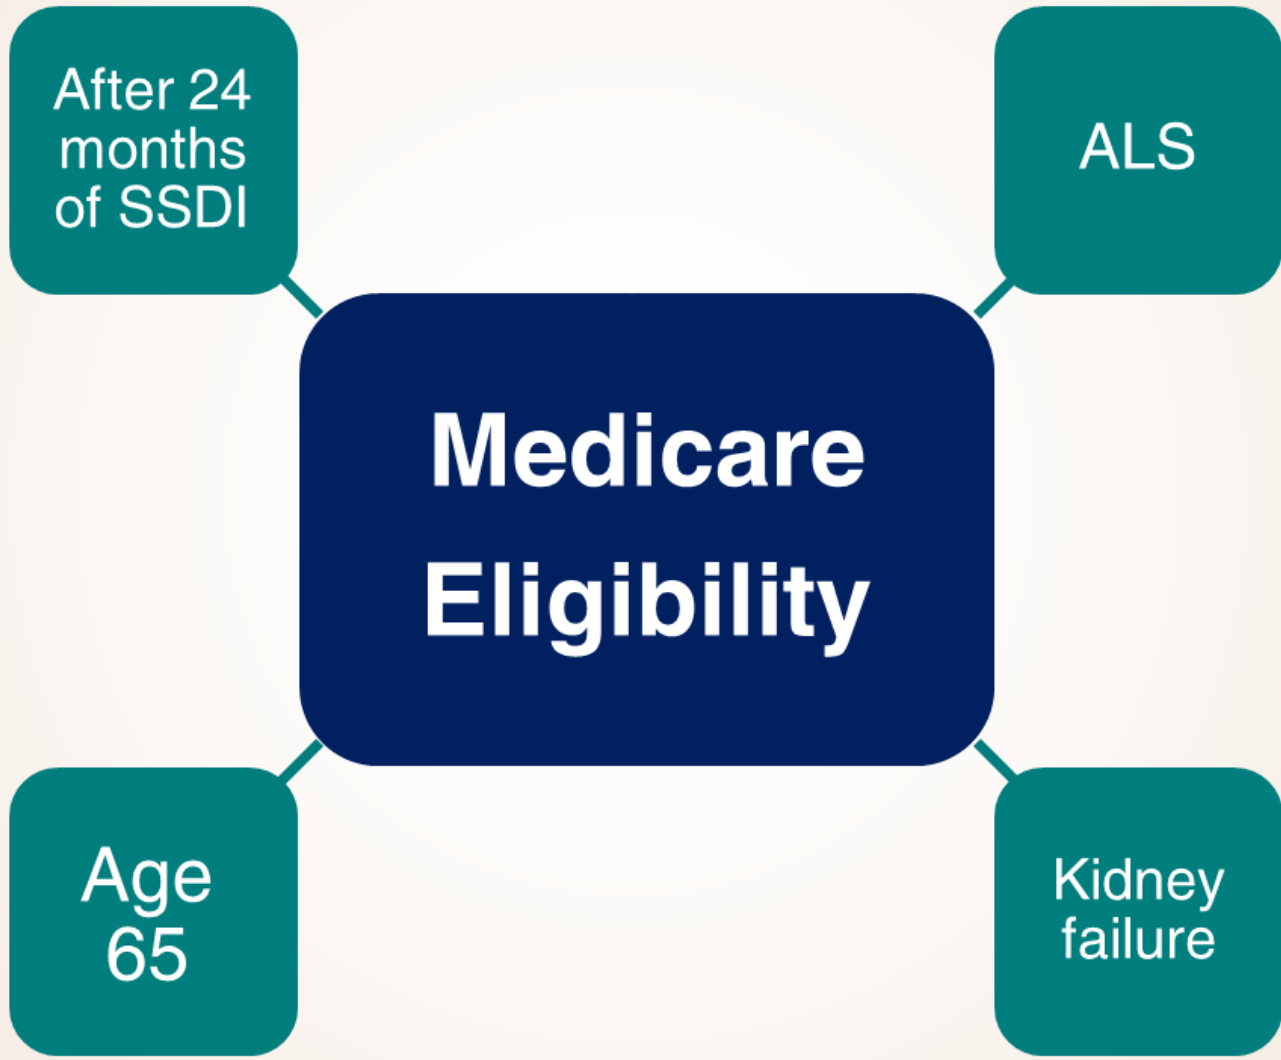 After 24
months
of SSDI
ALS
Medicare
Eligibility
Age
65
Kidney
failure